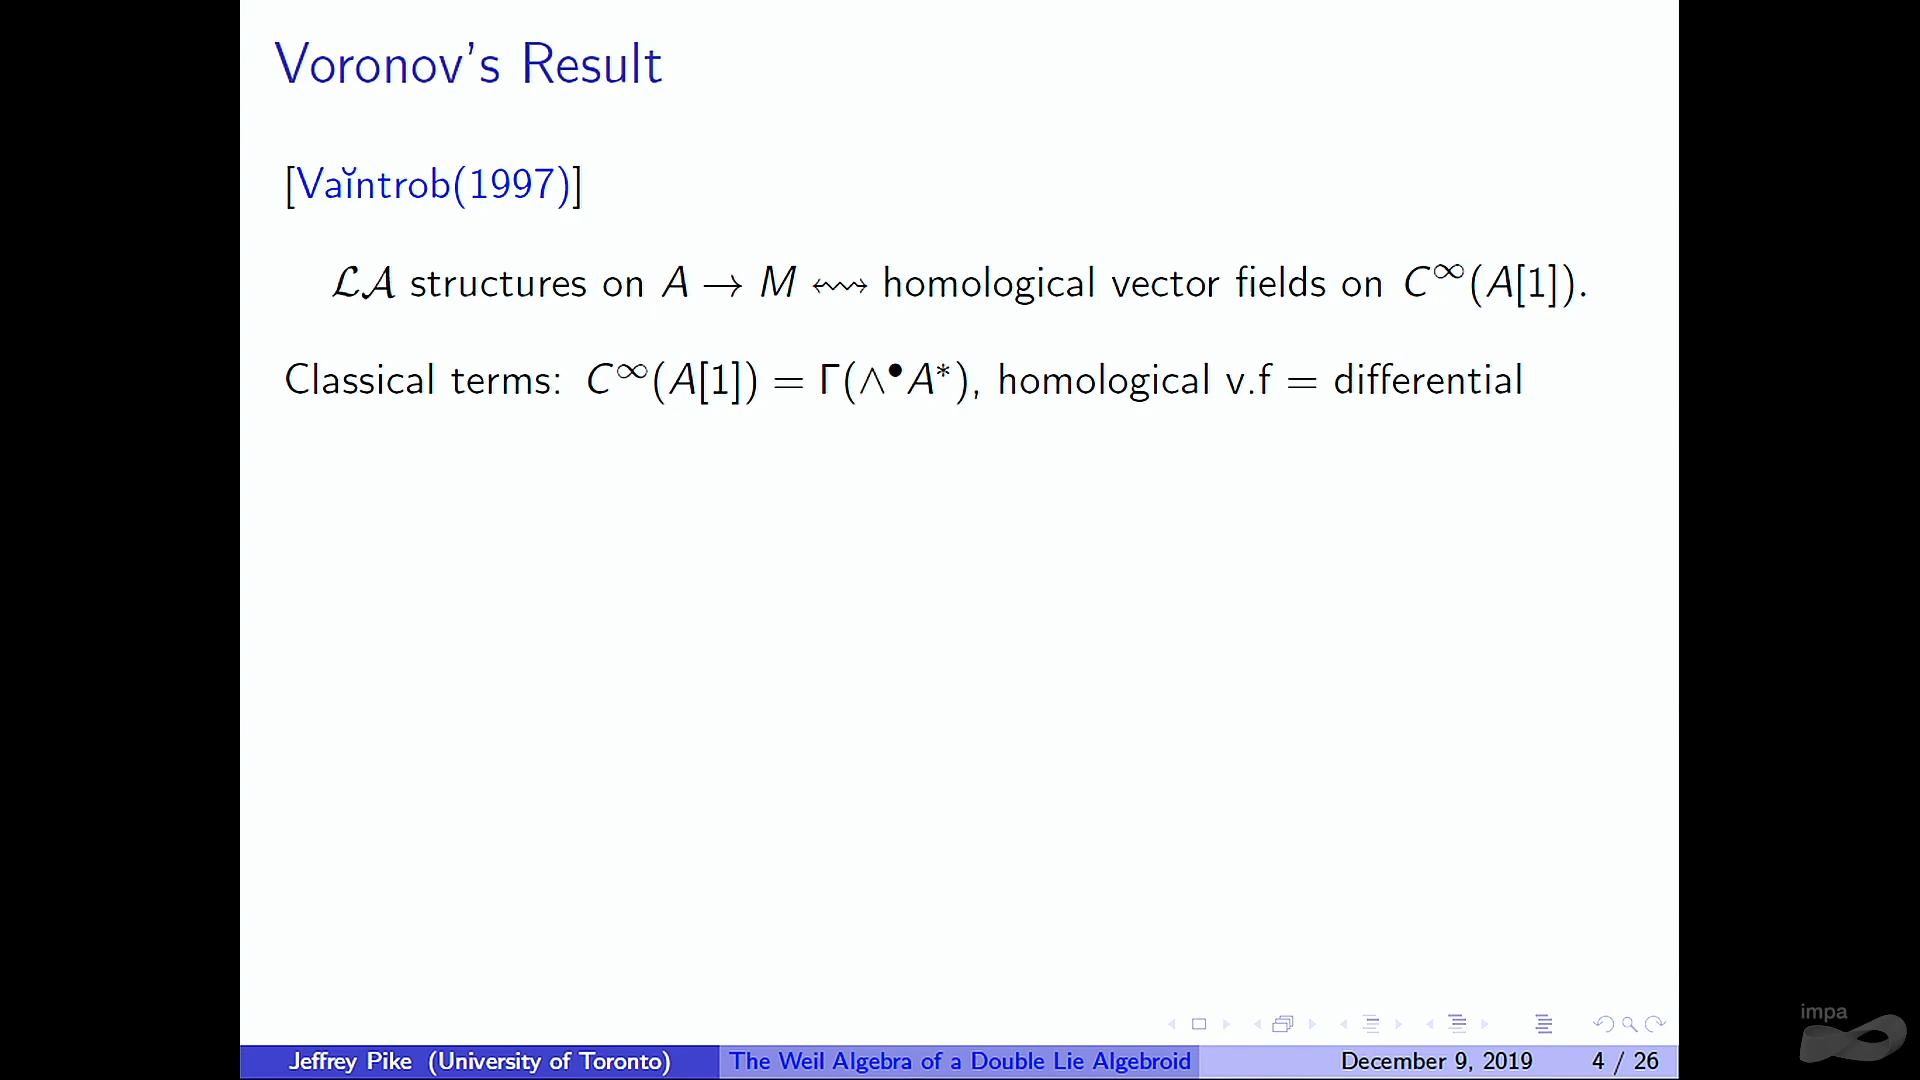 Voronov's Result
[Vaĭntrob(1997)]
ℒ𝒜 structures on A → M ⇝ homological vector fields on C^∞(A[1]).
Classical terms: C^∞(A[1]) = Γ(∧^•A*), homological v.f = differential
impa
Jeffrey Pike (University of Toronto) The Weil Algebra of a Double Lie Algebroid December 9, 2019 4 / 26